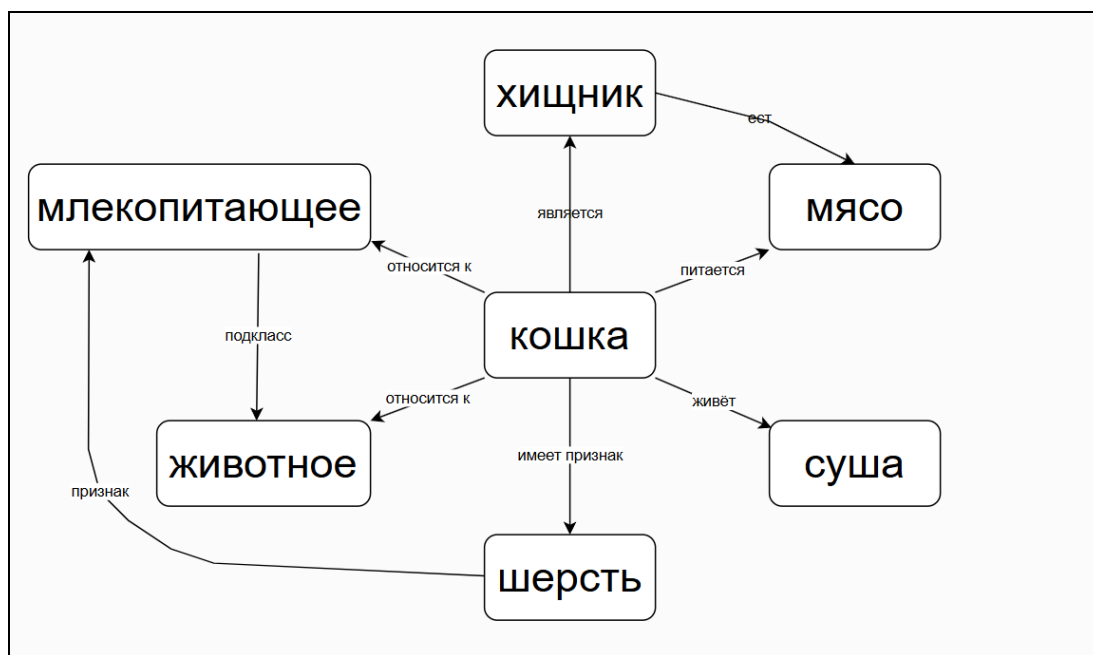 хищник
ест
млекопитающее
мясо
является
относится к
питается
кошка
подкласс
относится к
живёт
животное
имеет признак
суша
признак
шерсть